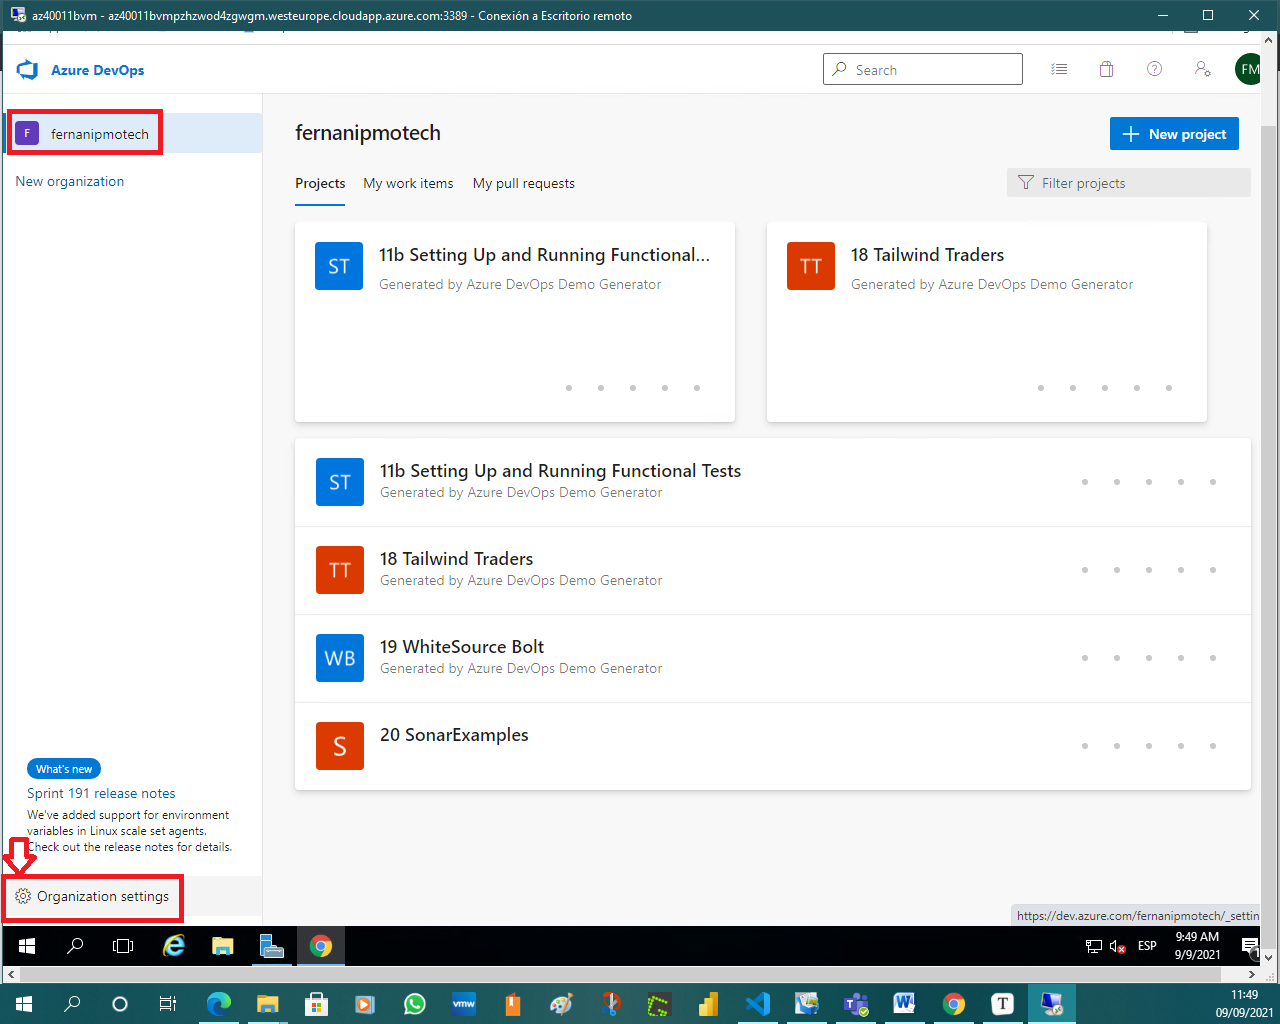 az40011bvm - az40011bvmpzhzwod4zgwgm.westeurope.cloudapp.azure.com:3389 - Conexión a Escritorio remoto
Azure DevOps
Search
FM
F
fernanipmotech
New organization
fernanipmotech
New project
Projects
My work items
My pull requests
Filter projects
ST
11b Setting Up and Running Functional...
Generated by Azure DevOps Demo Generator
TT
18 Tailwind Traders
Generated by Azure DevOps Demo Generator
ST
11b Setting Up and Running Functional Tests
Generated by Azure DevOps Demo Generator
TT
18 Tailwind Traders
Generated by Azure DevOps Demo Generator
WB
19 WhiteSource Bolt
Generated by Azure DevOps Demo Generator
S
20 SonarExamples
What's new
Sprint 191 release notes
We've added support for environment
variables in Linux scale set agents.
Check out the release notes for details.
Organization settings
https://dev.azure.com/fernanipmotech/_settin
ESP
9:49 AM
9/9/2021
1
vmw
T
11:49
09/09/2021